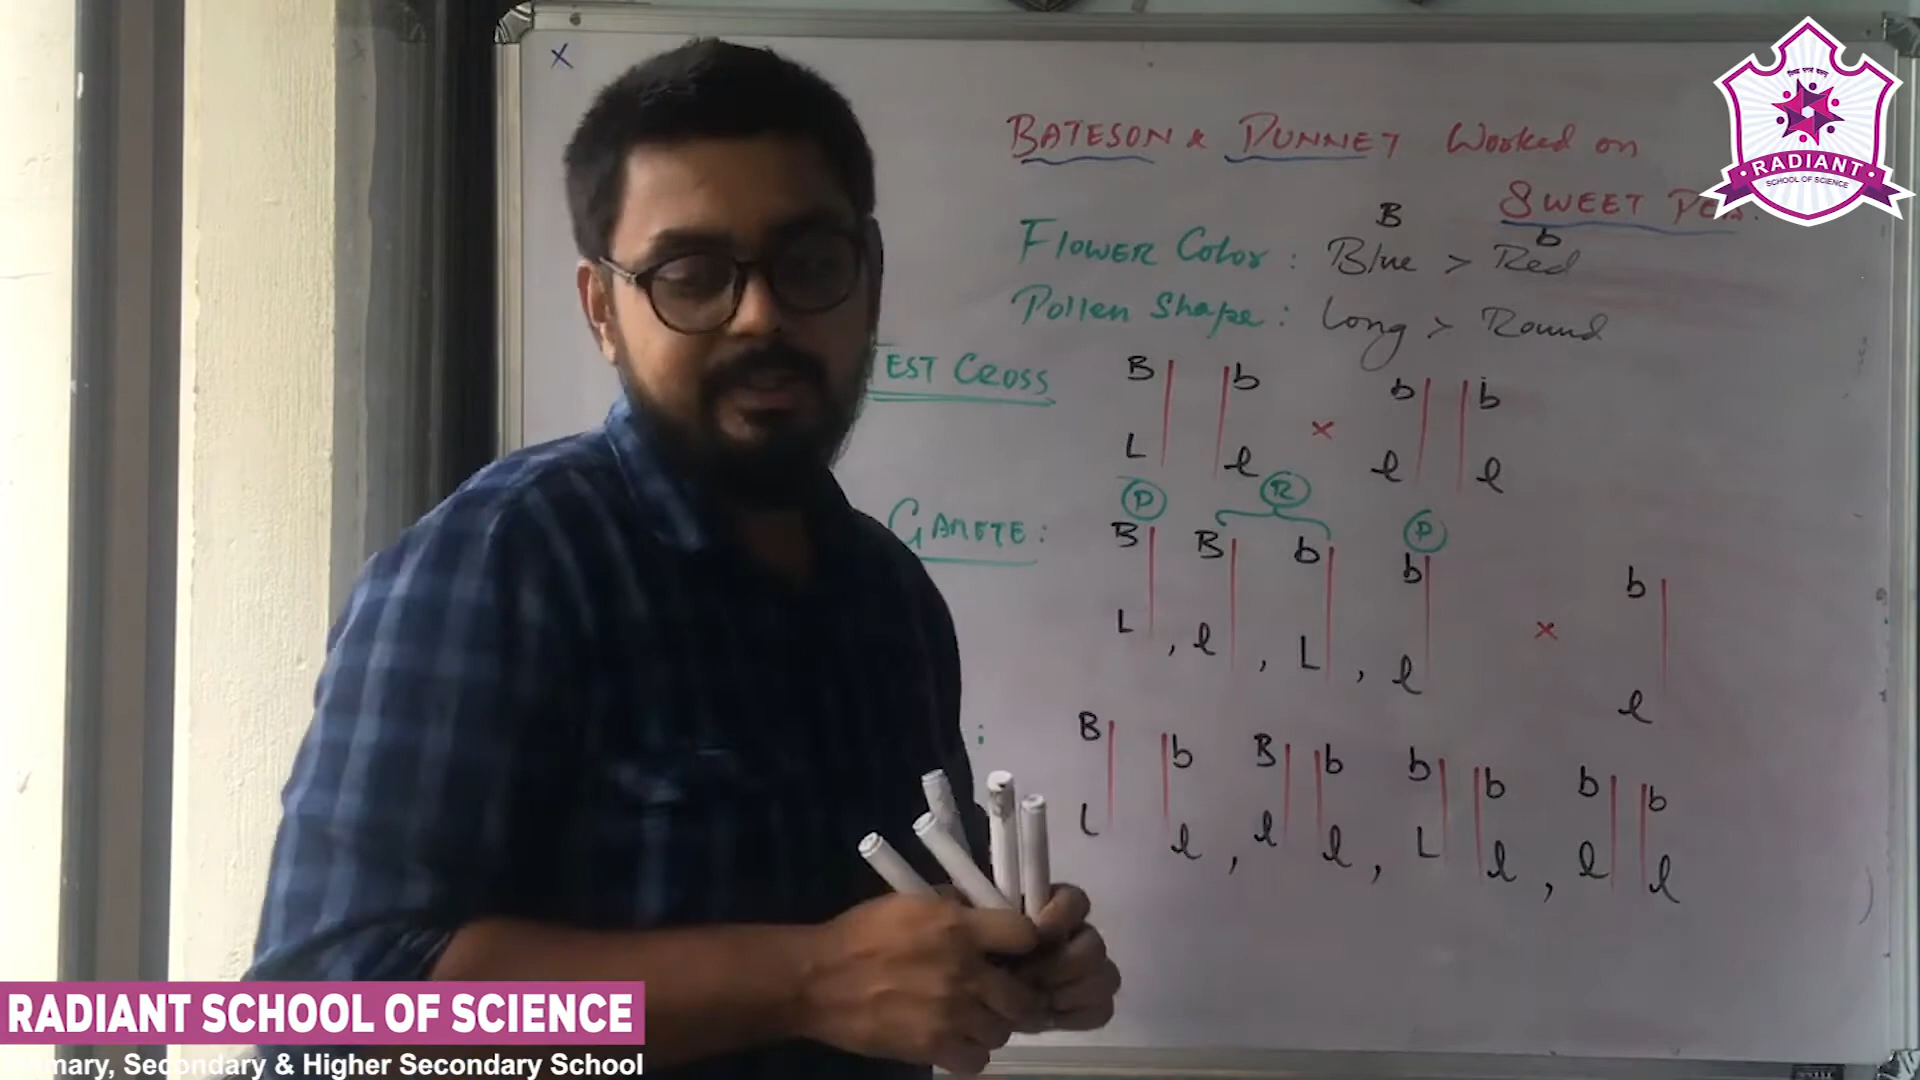 x
BATESON & PUNNET Worked on
SWEET PEA.
B b
Flower Color : Blue > Red
Pollen Shape : Long > Round
TEST CROSS B b × b b
L l l l
P R P
GAMETE : B B b b × b
L , l , L , l l
: B b B b b b b b
L l , l l , L l , l l
RADIANT
SCHOOL OF SCIENCE
RADIANT SCHOOL OF SCIENCE
mary, Secondary & Higher Secondary School